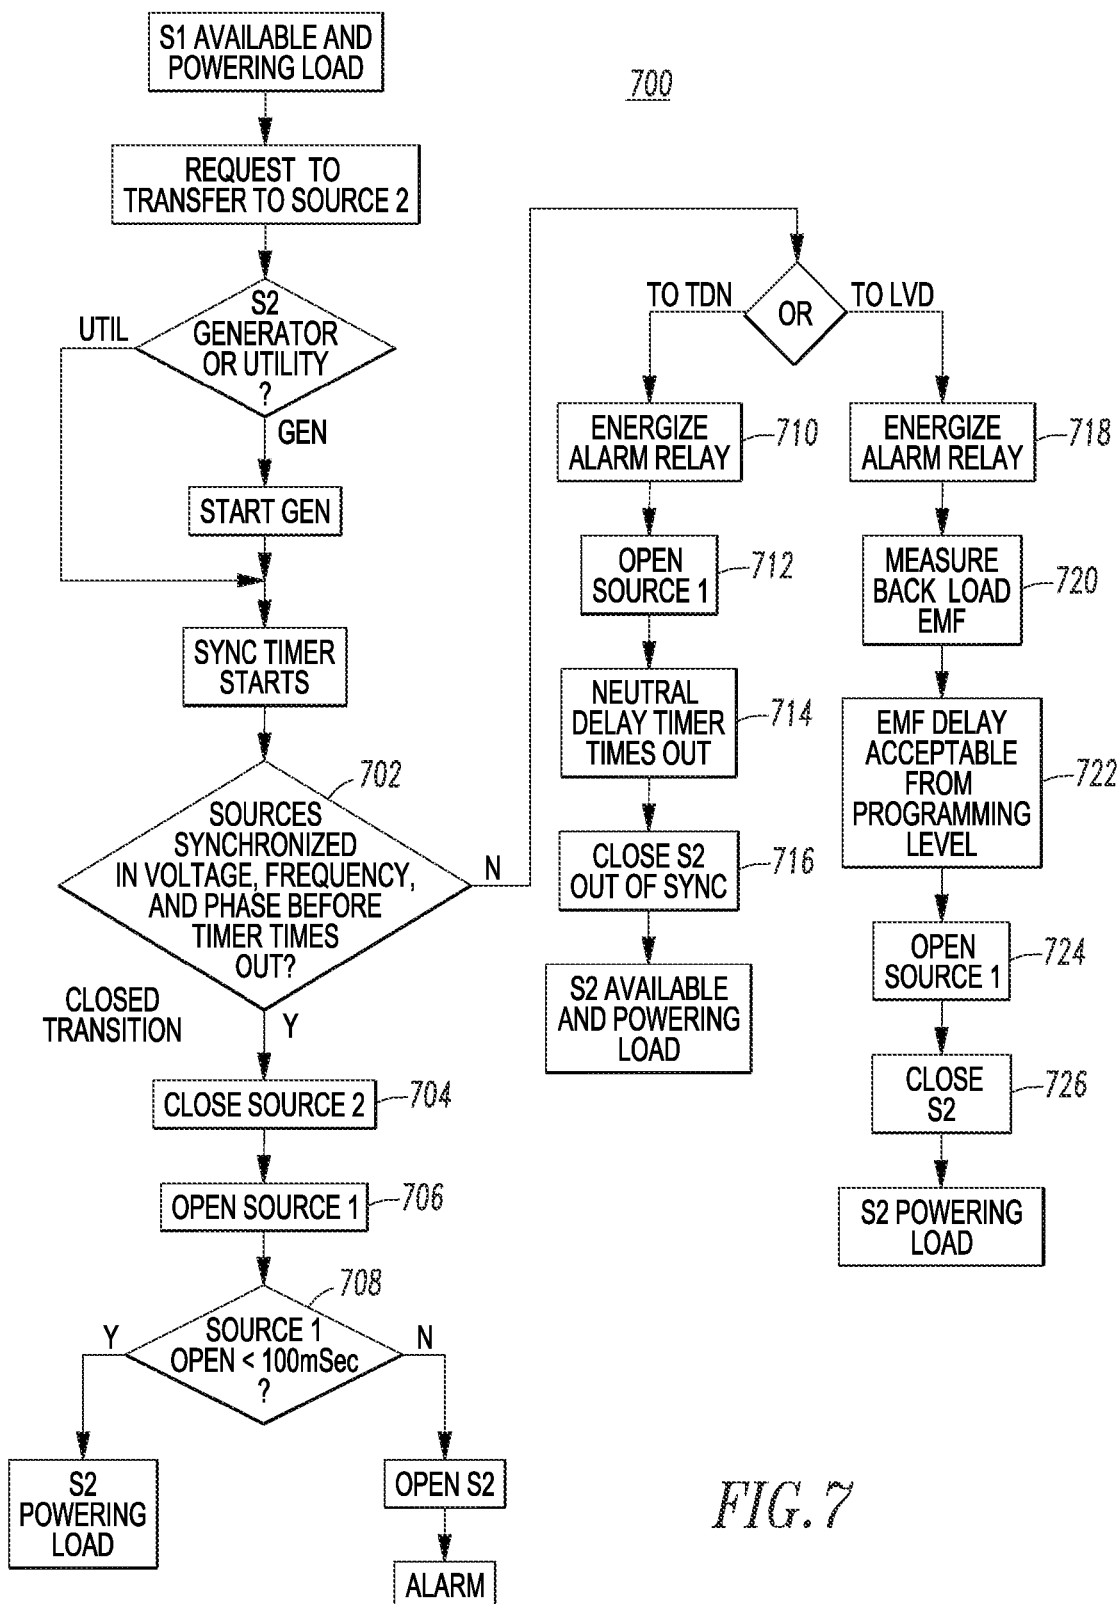 S1 AVAILABLE AND
POWERING LOAD
700
REQUEST TO
TRANSFER TO SOURCE 2
S2
GENERATOR
OR UTILITY
?
UTIL
GEN
START GEN
SYNC TIMER
STARTS
702
SOURCES
SYNCHRONIZED
IN VOLTAGE, FREQUENCY,
AND PHASE BEFORE
TIMER TIMES
OUT?
N
CLOSED
TRANSITION
Y
CLOSE SOURCE 2
704
OPEN SOURCE 1
706
708
SOURCE 1
OPEN < 100mSec
?
Y
N
S2
POWERING
LOAD
OPEN S2
ALARM
OR
TO TDN
TO LVD
ENERGIZE
ALARM RELAY
710
OPEN
SOURCE 1
712
NEUTRAL
DELAY TIMER
TIMES OUT
714
CLOSE S2
OUT OF SYNC
716
S2 AVAILABLE
AND POWERING
LOAD
ENERGIZE
ALARM RELAY
718
MEASURE
BACK LOAD
EMF
720
EMF DELAY
ACCEPTABLE
FROM
PROGRAMMING
LEVEL
722
OPEN
SOURCE 1
724
CLOSE
S2
726
S2 POWERING
LOAD
FIG. 7